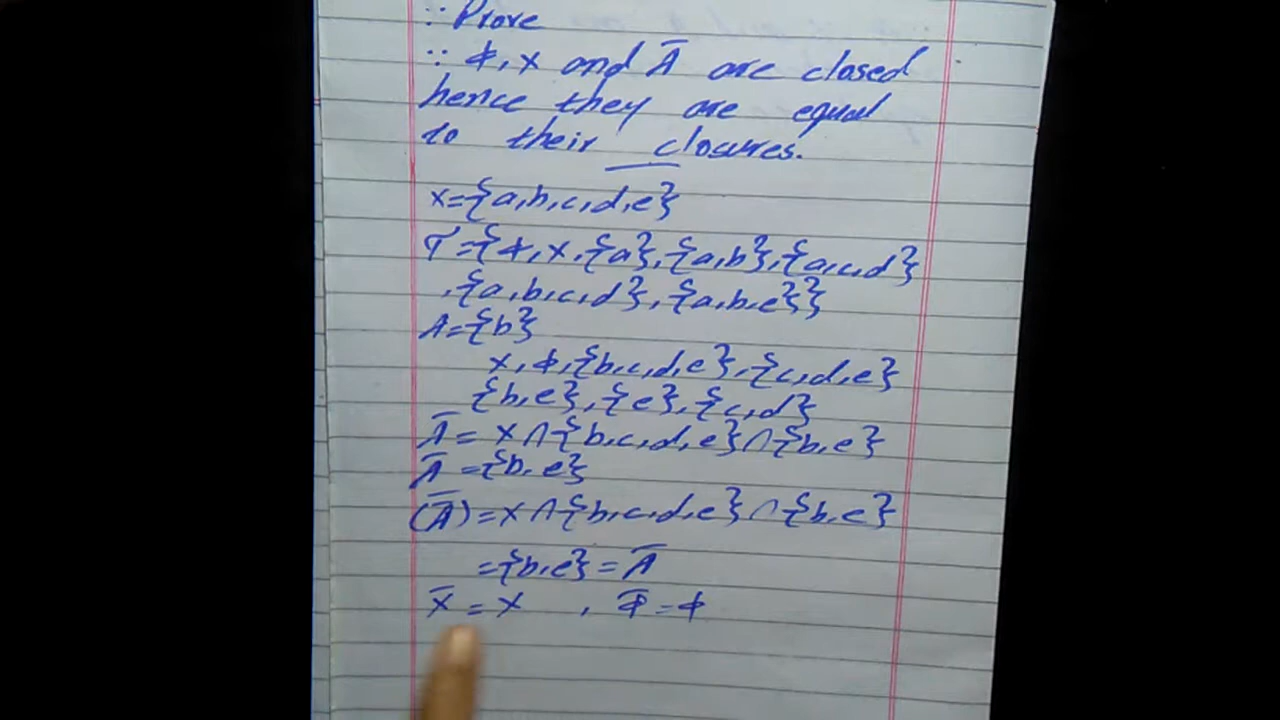 ∵ Prove
∵ ϕ, X and A̅ are closed
hence they are equal
to their closures.
X={a,b,c,d,e}
τ={ϕ,X,{a},{a,b},{a,c,d}
,{a,b,c,d},{a,b,e}}
A={b}
X,ϕ,{b,c,d,e},{c,d,e}
{b,e},{e},{c,d}
A̅ = X∩{b,c,d,e}∩{b,e}
A̅ ={b,e}
(A̅)̅ = X∩{b,c,d,e}∩{b,e}
={b,e}=A̅
X̅ = X , ϕ̅ = ϕ